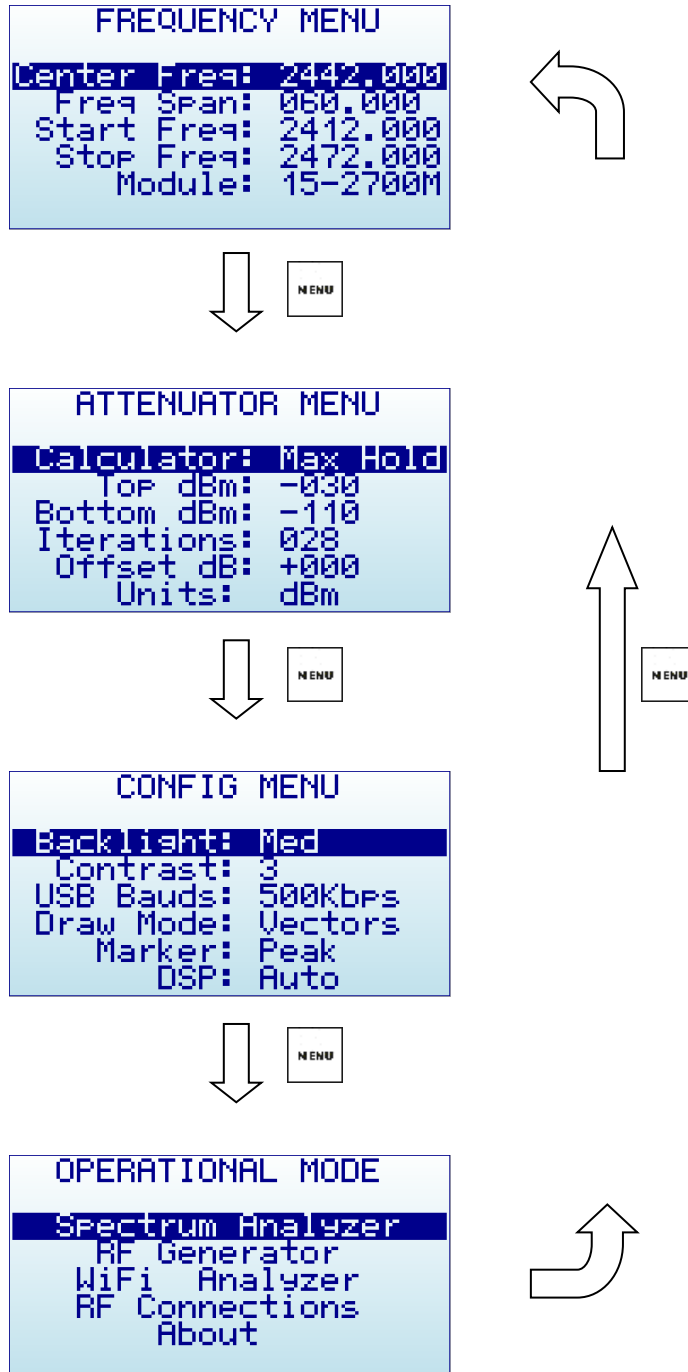 FREQUENCY MENU
Center Freq: 2442.000
Freq Span: 060.000
Start Freq: 2412.000
Stop Freq: 2472.000
Module: 15-2700M
MENU
ATTENUATOR MENU
Calculator: Max Hold
Top dBm: -030
Bottom dBm: -110
Iterations: 028
Offset dB: +000
Units: dBm
MENU
MENU
CONFIG MENU
Backlight: Med
Contrast: 3
USB Bauds: 500Kbps
Draw Mode: Vectors
Marker: Peak
DSP: Auto
MENU
OPERATIONAL MODE
Spectrum Analyzer
RF Generator
WiFi Analyzer
RF Connections
About